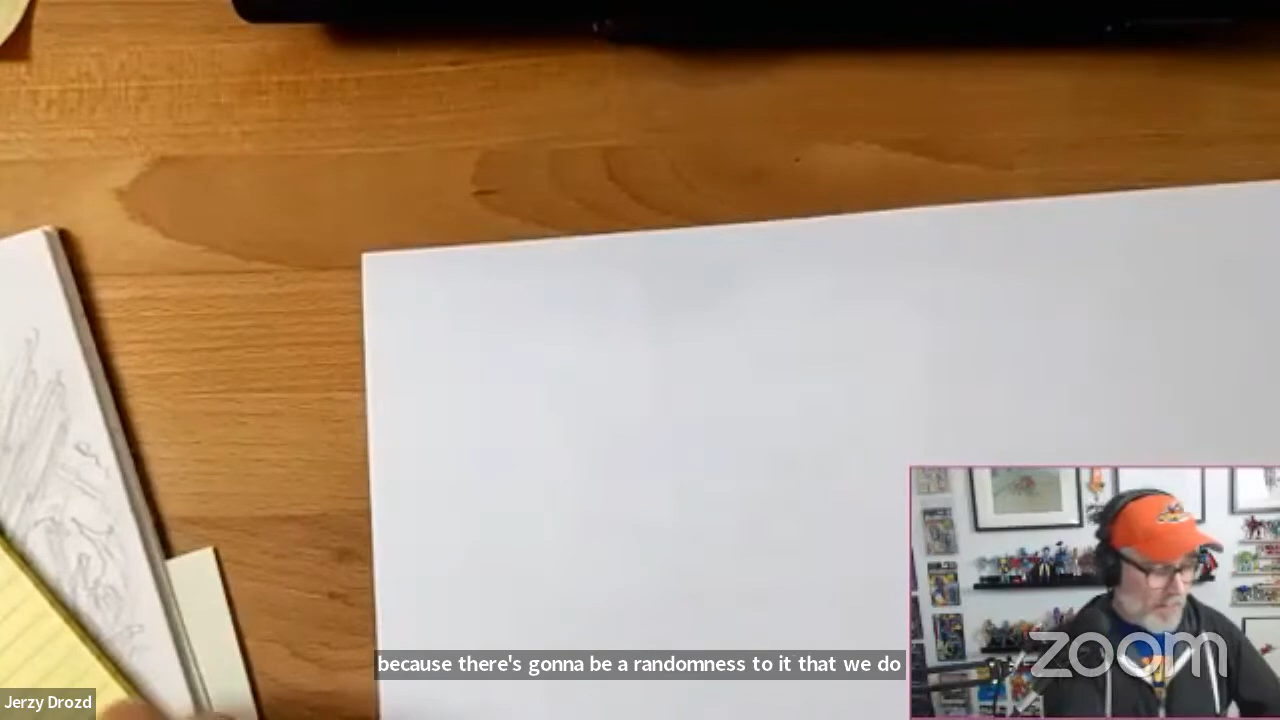 because there's gonna be a randomness to it that we do
zoom
Jerzy Drozd